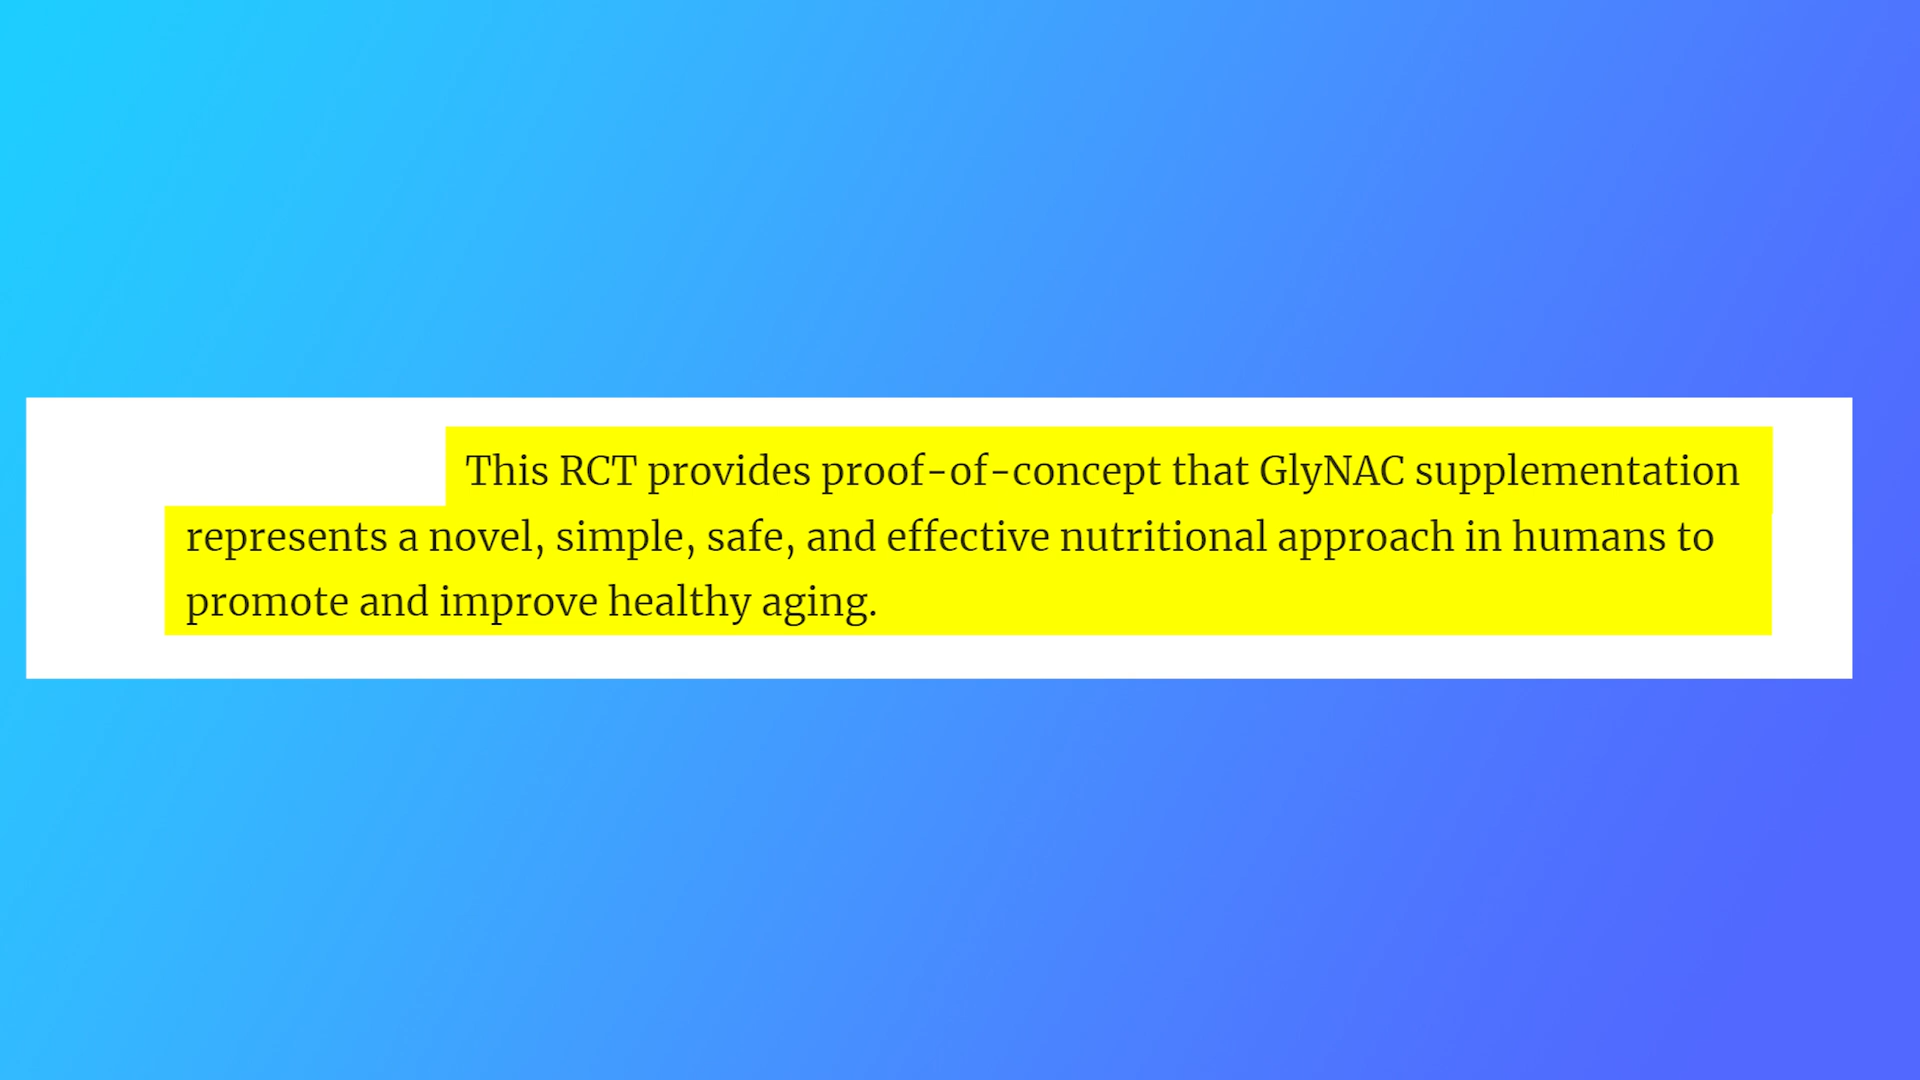 This RCT provides proof-of-concept that GlyNAC supplementation
represents a novel, simple, safe, and effective nutritional approach in humans to
promote and improve healthy aging.